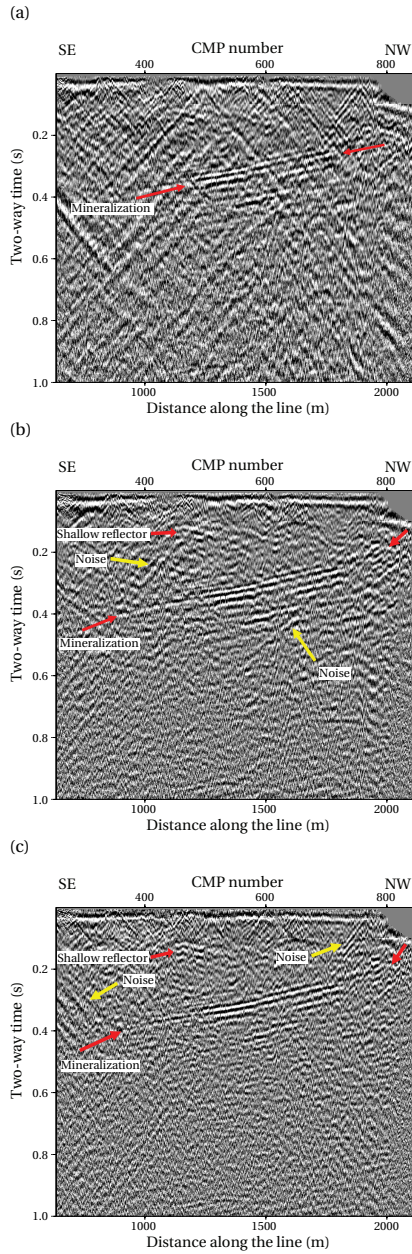 (a)
SE CMP number NW
400 600 800
Two-way time (s)
0.2
Mineralization
0.4
0.6
0.8
1.0
1000 1500 2000
Distance along the line (m)
(b)
SE CMP number NW
400 600 800
Two-way time (s)
Shallow reflector
0.2
Noise
0.4
Mineralization
0.6
Noise
0.8
1.0
1000 1500 2000
Distance along the line (m)
(c)
SE CMP number NW
400 600 800
Two-way time (s)
Shallow reflector Noise
0.2
Noise
0.4
Mineralization
0.6
0.8
1.0
1000 1500 2000
Distance along the line (m)